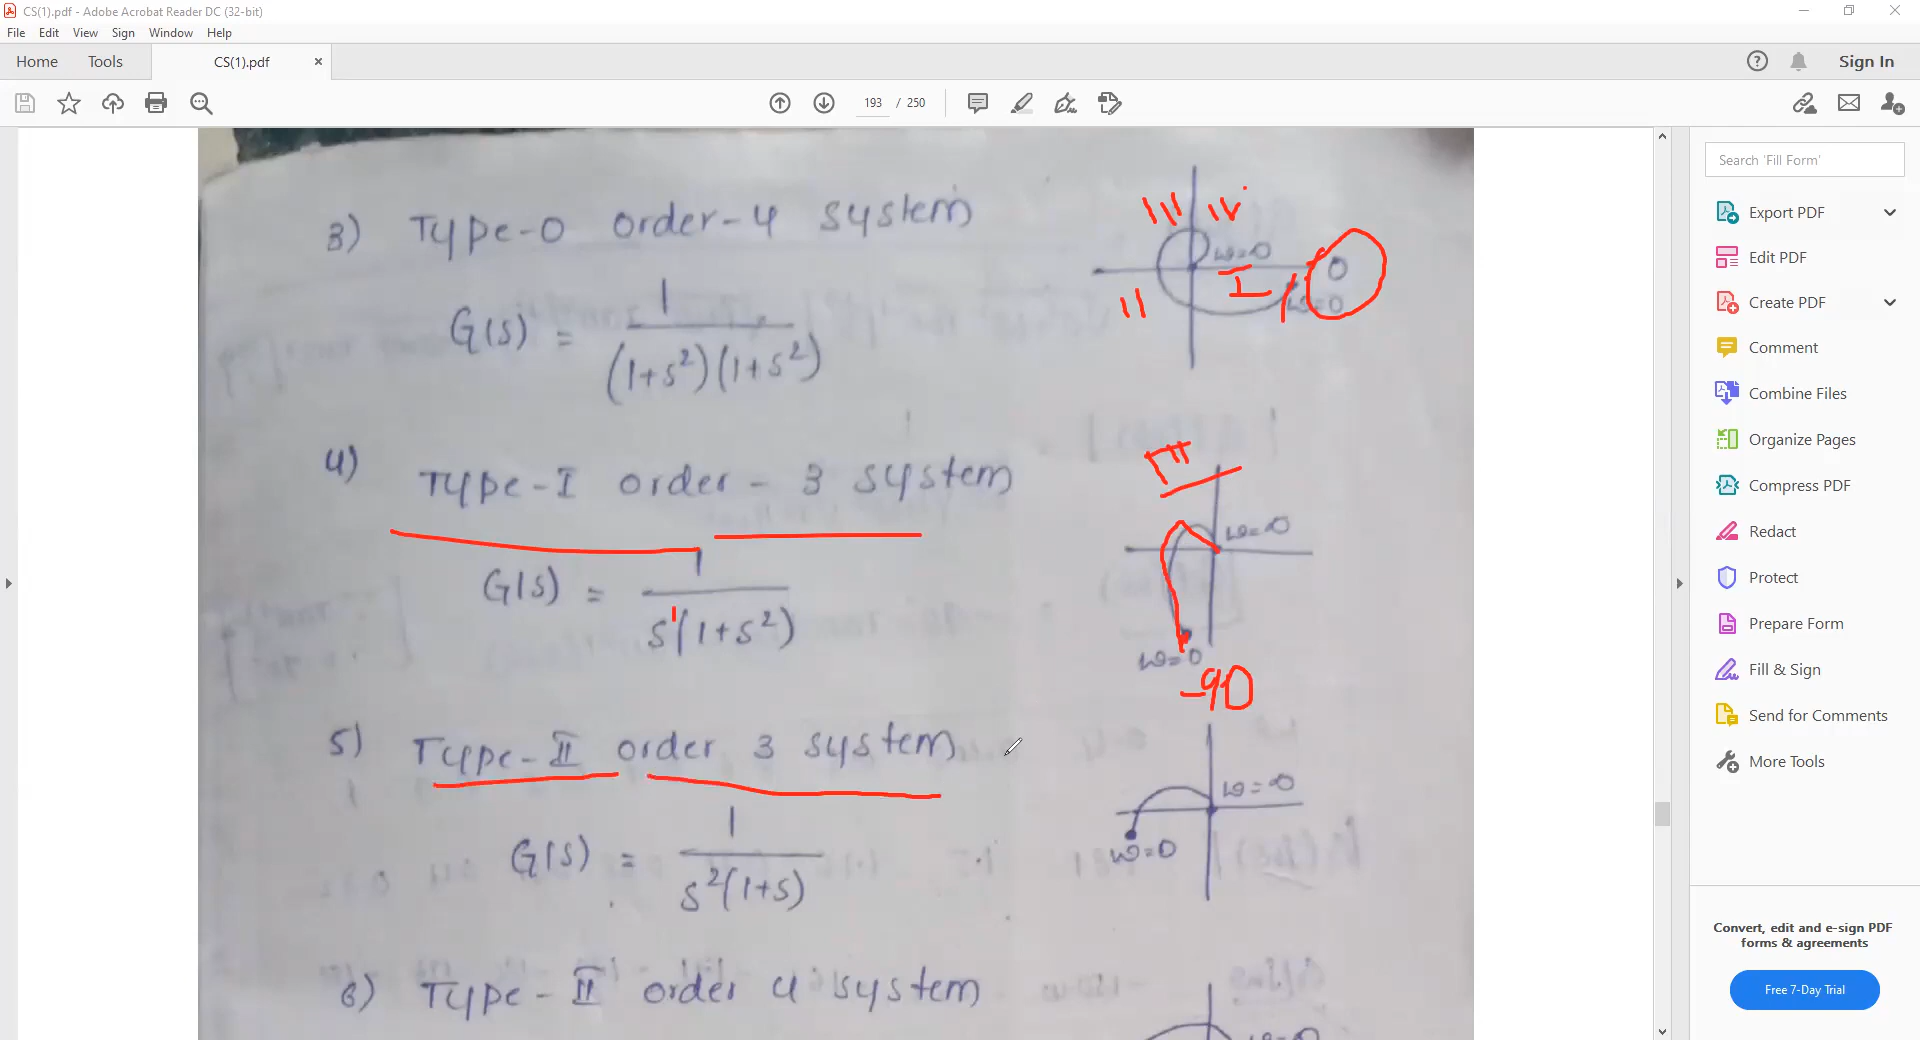 CS(1).pdf - Adobe Acrobat Reader DC (32-bit)
File Edit View Sign Window Help
Home Tools CS(1).pdf × Sign In
193 / 250
Search 'Fill Form'
Export PDF
Edit PDF
Create PDF
Comment
Combine Files
Organize Pages
Compress PDF
Redact
Protect
Prepare Form
Fill & Sign
Send for Comments
More Tools
Convert, edit and e-sign PDF
forms & agreements
Free 7-Day Trial
3) Type-0 order-4 system
G(s) = 1 / (1+s²)(1+s²)
III IV
ω=∞
II I
ω=0
0
4) Type-I order-3 system
G(s) = 1 / s¹(1+s²)
III
ω=∞
ω=0
-90
5) Type-II order 3 system
G(s) = 1 / s²(1+s)
ω=∞
ω=0
6) Type-II order 4 system